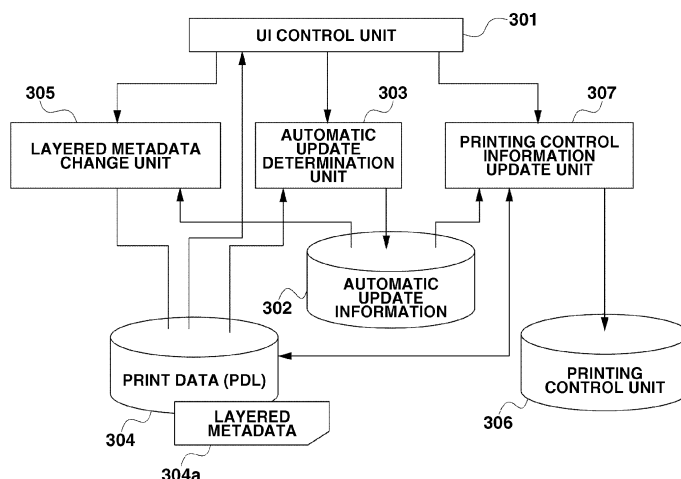 301
UI CONTROL UNIT
305
303
307
LAYERED METADATA
CHANGE UNIT
AUTOMATIC
UPDATE
DETERMINATION
UNIT
PRINTING CONTROL
INFORMATION
UPDATE UNIT
302
AUTOMATIC
UPDATE
INFORMATION
PRINT DATA (PDL)
PRINTING
CONTROL UNIT
304
LAYERED
METADATA
306
304a